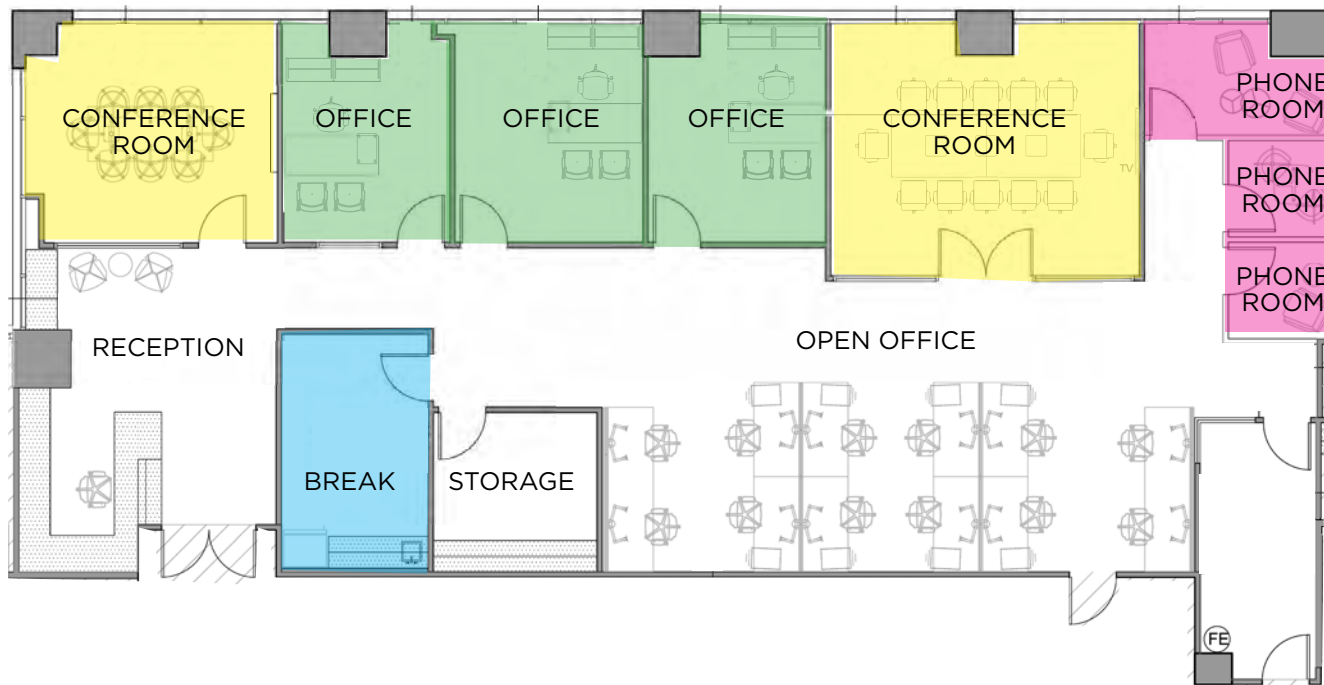 CONFERENCE
ROOM
OFFICE
OFFICE
OFFICE
CONFERENCE
ROOM
TV
PHONE
ROOM
PHONE
ROOM
PHONE
ROOM
RECEPTION
OPEN OFFICE
BREAK
STORAGE
FE